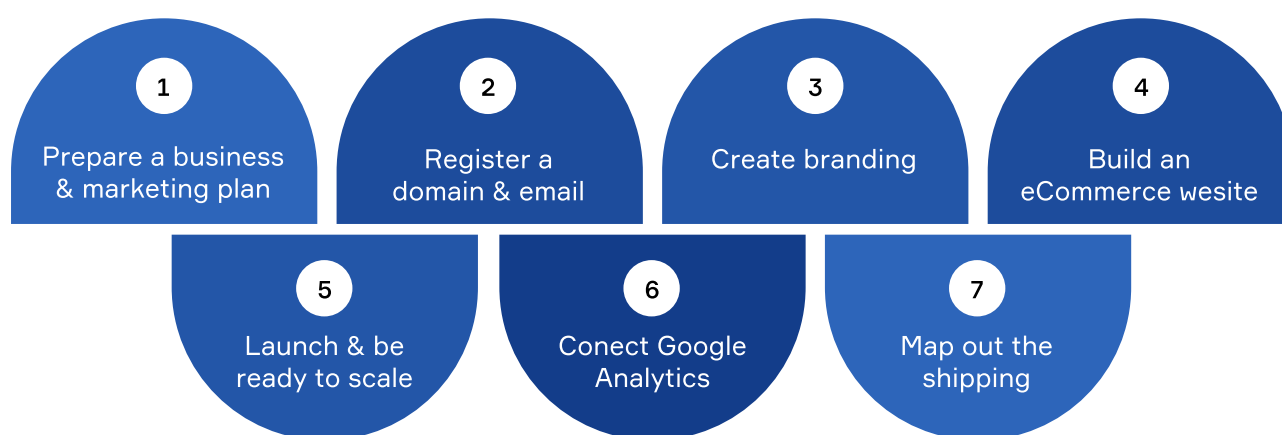 1
Prepare a business
& marketing plan
2
Register a
domain & email
3
Create branding
4
Build an
eCommerce wesite
5
Launch & be
ready to scale
6
Conect Google
Analytics
7
Map out the
shipping